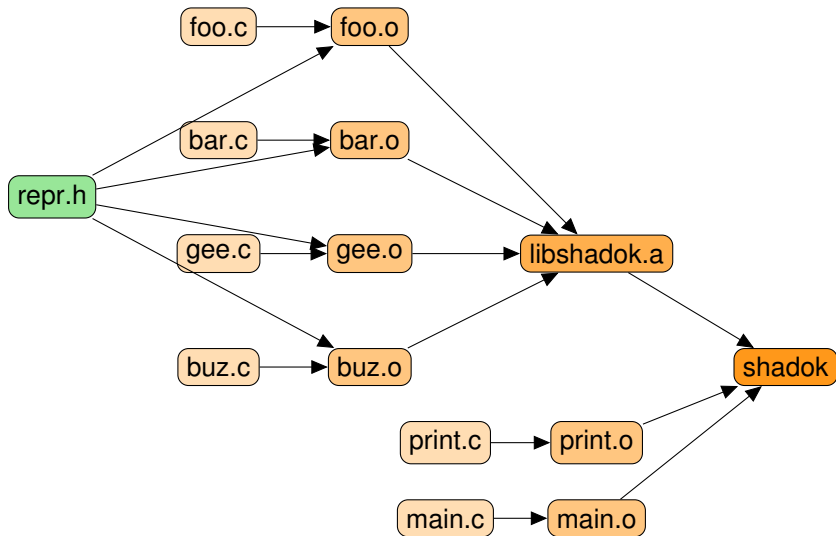 foo.c
foo.o
bar.c
bar.o
repr.h
gee.c
gee.o
libshadok.a
buz.c
buz.o
shadok
print.c
print.o
main.c
main.o